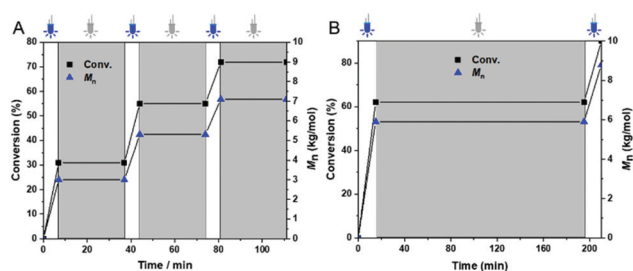 A
B
80
70
60
50
40
30
20
10
0
Conversion (%)
Conv.
Mn
10
9
8
7
6
5
4
3
2
1
0
Mn (kg/mol)
0 20 40 60 80 100
Time / min
80
60
40
20
0
Conversion (%)
Conv.
Mn
10
8
6
4
2
0
Mn (kg/mol)
0 40 80 120 160 200
Time (min)